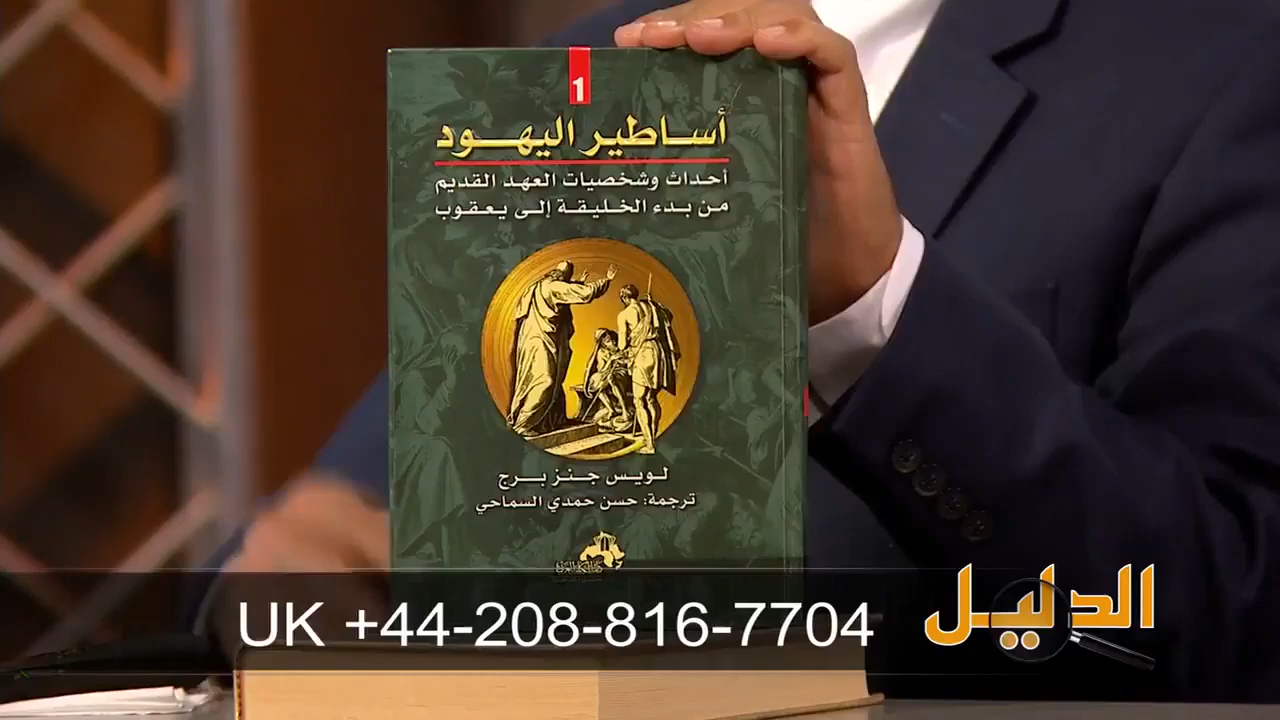 1
أساطير اليهود
أحداث وشخصيات العهد القديم
من بدء الخليقة إلى يعقوب
لويس جنز برج
ترجمة: حسن حمدي السماحي
UK +44-208-816-7704
الدليل